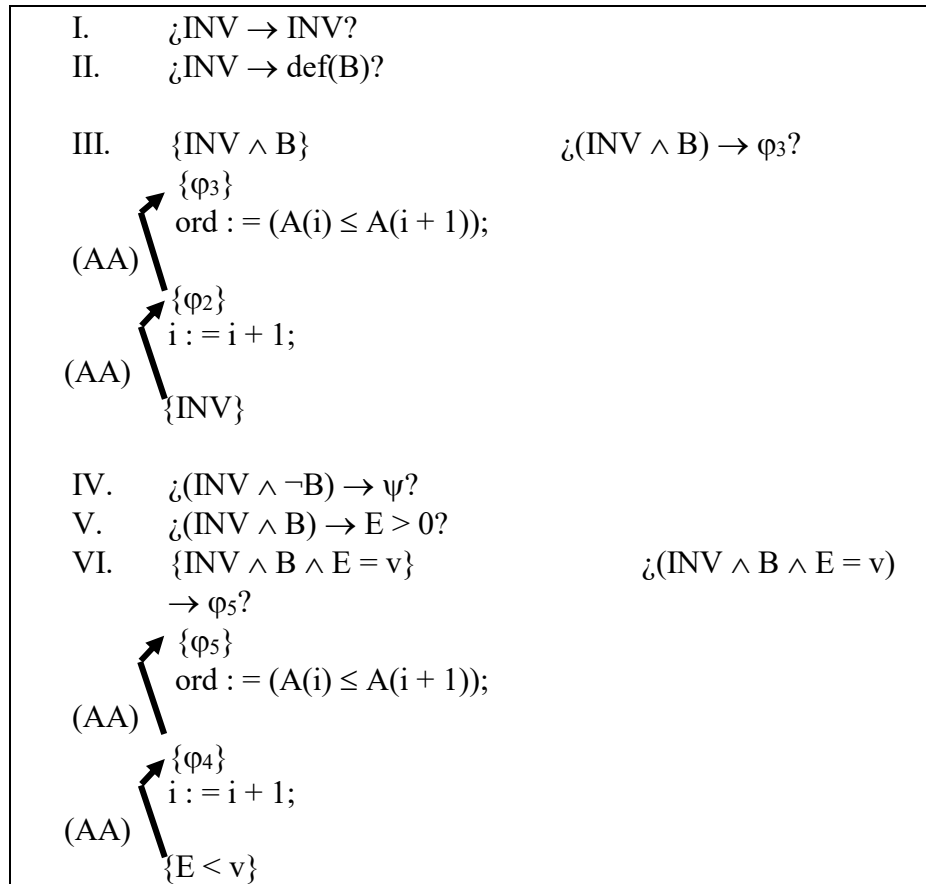 I. ¿INV → INV?
II. ¿INV → def(B)?
III. {INV ∧ B} ¿(INV ∧ B) → φ3?
{φ3}
ord : = (A(i) ≤ A(i + 1));
(AA)
{φ2}
i : = i + 1;
(AA)
{INV}
IV. ¿(INV ∧ ¬B) → ψ?
V. ¿(INV ∧ B) → E > 0?
VI. {INV ∧ B ∧ E = v} ¿(INV ∧ B ∧ E = v)
→ φ5?
{φ5}
ord : = (A(i) ≤ A(i + 1));
(AA)
{φ4}
i : = i + 1;
(AA)
{E < v}